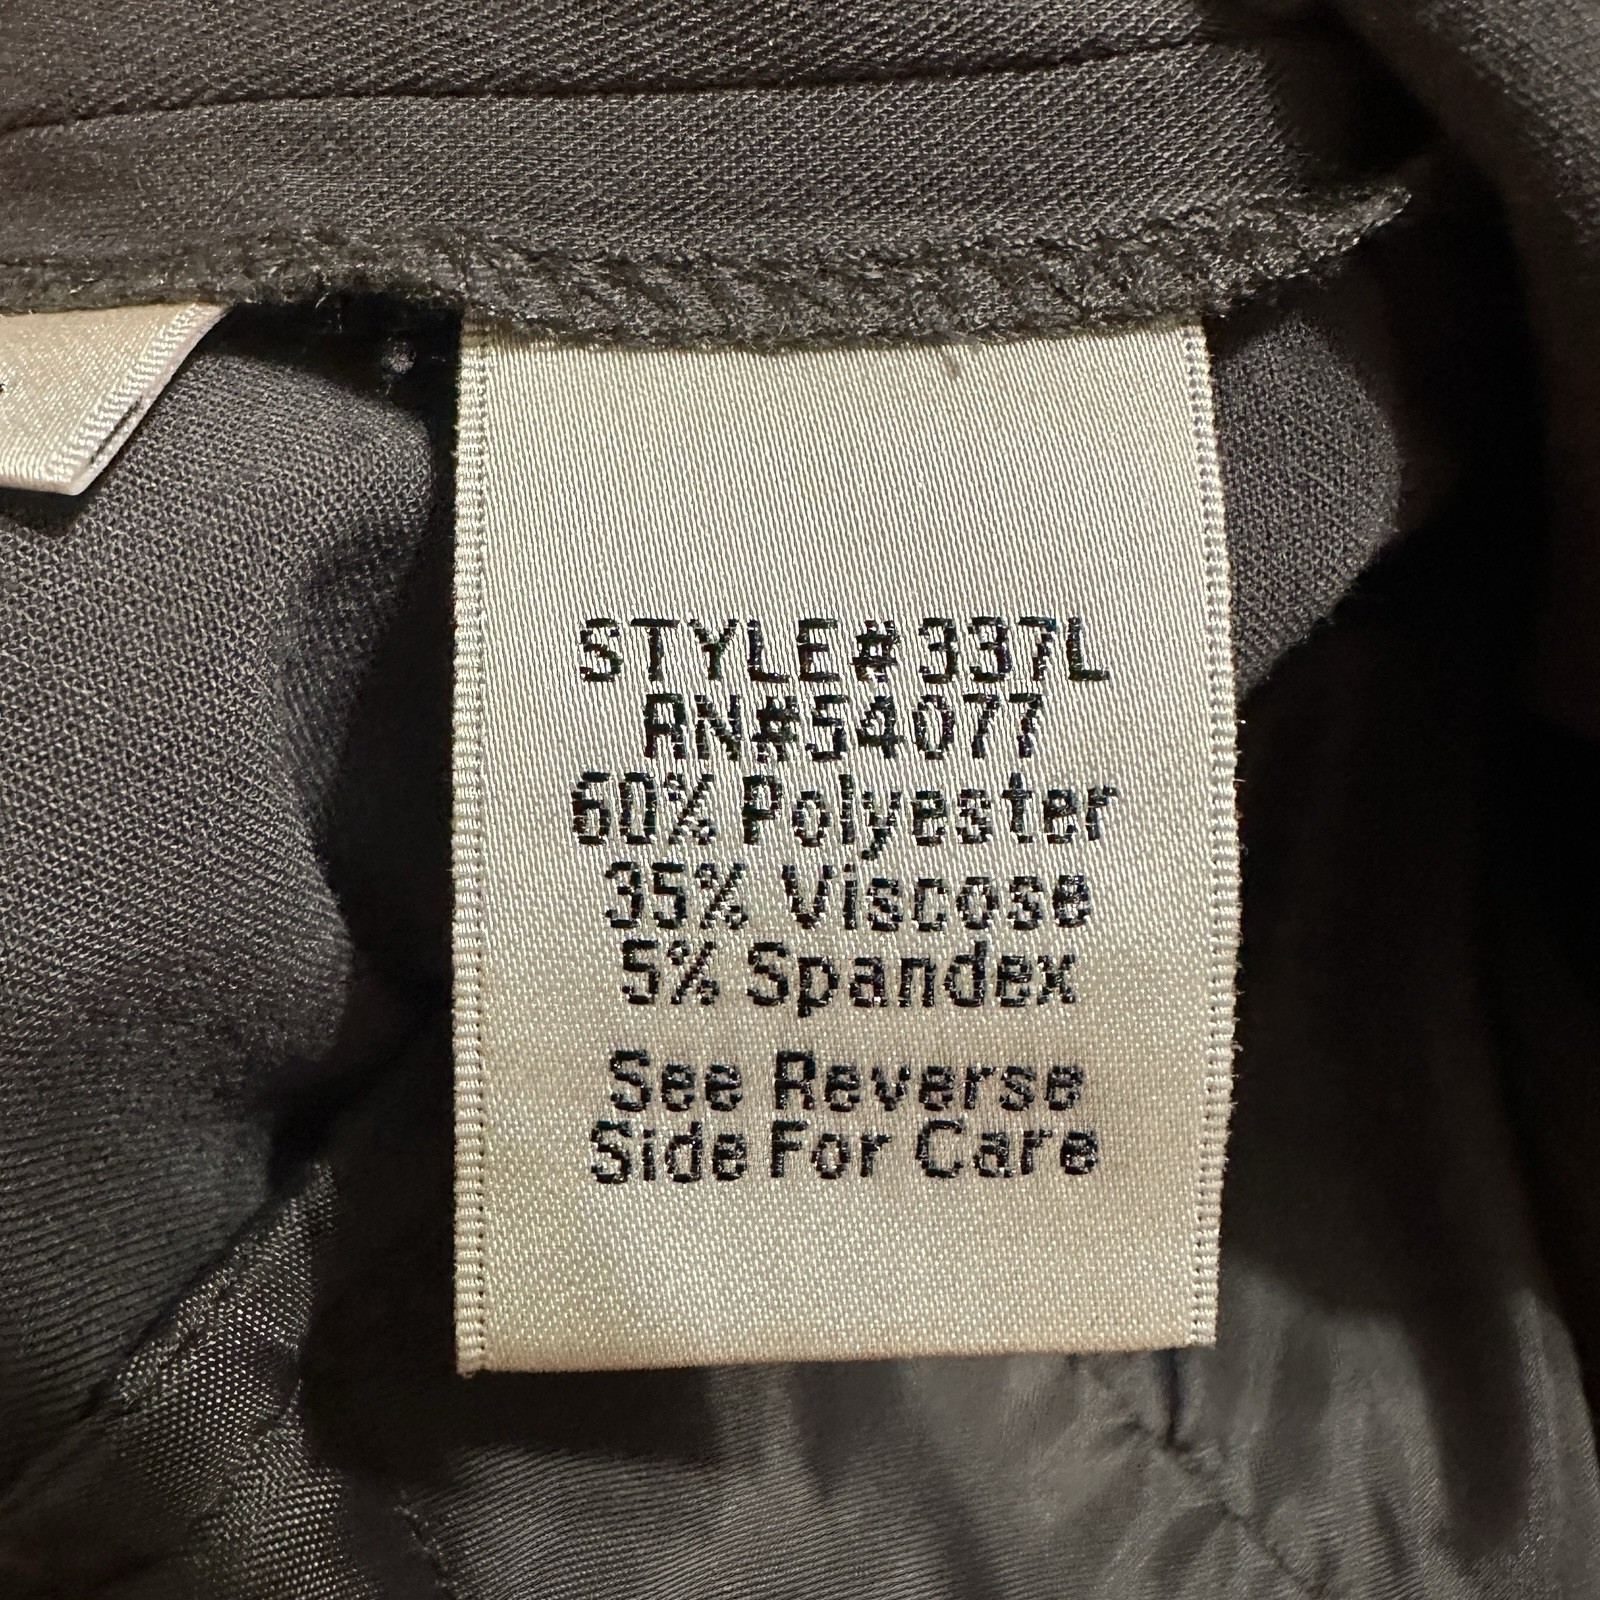 STYLE#337L
RN#54077
60% Polyester
35% Viscose
5% Spandex
See Reverse
Side For Care